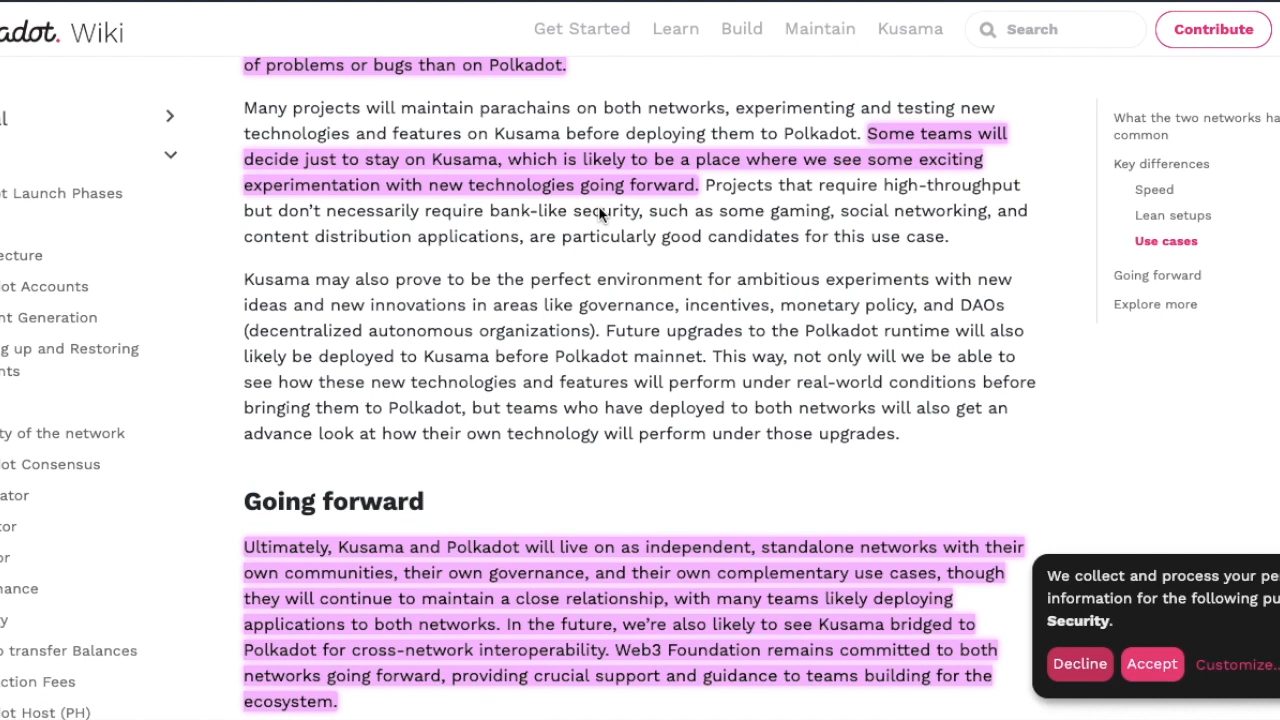 adot. Wiki
Get Started Learn Build Maintain Kusama Search Contribute
of problems or bugs than on Polkadot.
Many projects will maintain parachains on both networks, experimenting and testing new
technologies and features on Kusama before deploying them to Polkadot. Some teams will
decide just to stay on Kusama, which is likely to be a place where we see some exciting
experimentation with new technologies going forward. Projects that require high-throughput
but don’t necessarily require bank-like security, such as some gaming, social networking, and
content distribution applications, are particularly good candidates for this use case.
Kusama may also prove to be the perfect environment for ambitious experiments with new
ideas and new innovations in areas like governance, incentives, monetary policy, and DAOs
(decentralized autonomous organizations). Future upgrades to the Polkadot runtime will also
likely be deployed to Kusama before Polkadot mainnet. This way, not only will we be able to
see how these new technologies and features will perform under real-world conditions before
bringing them to Polkadot, but teams who have deployed to both networks will also get an
advance look at how their own technology will perform under those upgrades.
Going forward
Ultimately, Kusama and Polkadot will live on as independent, standalone networks with their
own communities, their own governance, and their own complementary use cases, though
they will continue to maintain a close relationship, with many teams likely deploying
applications to both networks. In the future, we’re also likely to see Kusama bridged to
Polkadot for cross-network interoperability. Web3 Foundation remains committed to both
networks going forward, providing crucial support and guidance to teams building for the
ecosystem.
l
ot Launch Phases
ecture
ot Accounts
nt Generation
g up and Restoring
nts
ty of the network
ot Consensus
ator
tor
or
nance
y
o transfer Balances
ction Fees
ot Host (PH)
What the two networks ha
common
Key differences
Speed
Lean setups
Use cases
Going forward
Explore more
We collect and process your pe
information for the following pu
Security.
Decline Accept Customize..